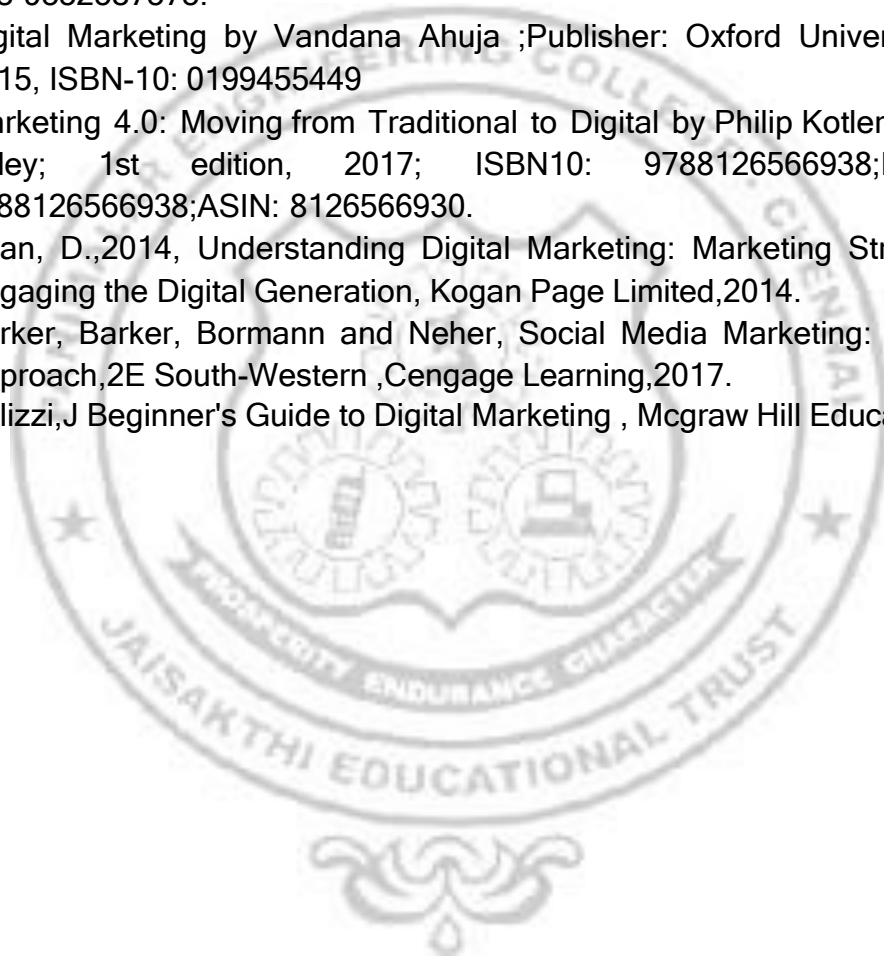 gital Marketing by Vandana Ahuja ;Publisher: Oxford Univer
15, ISBN-10: 0199455449
arketing 4.0: Moving from Traditional to Digital by Philip Kotler
ley; 1st edition, 2017; ISBN10: 9788126566938;
88126566938;ASIN: 8126566930.
an, D.,2014, Understanding Digital Marketing: Marketing Str
gaging the Digital Generation, Kogan Page Limited,2014.
rker, Barker, Bormann and Neher, Social Media Marketing:
proach,2E South-Western ,Cengage Learning,2017.
lizzi,J Beginner's Guide to Digital Marketing , Mcgraw Hill Educa
ENGINEERING COLLEGE, CHENNAI
PROSPERITY ENDURANCE CHARACTER
JAISAKTHI EDUCATIONAL TRUST